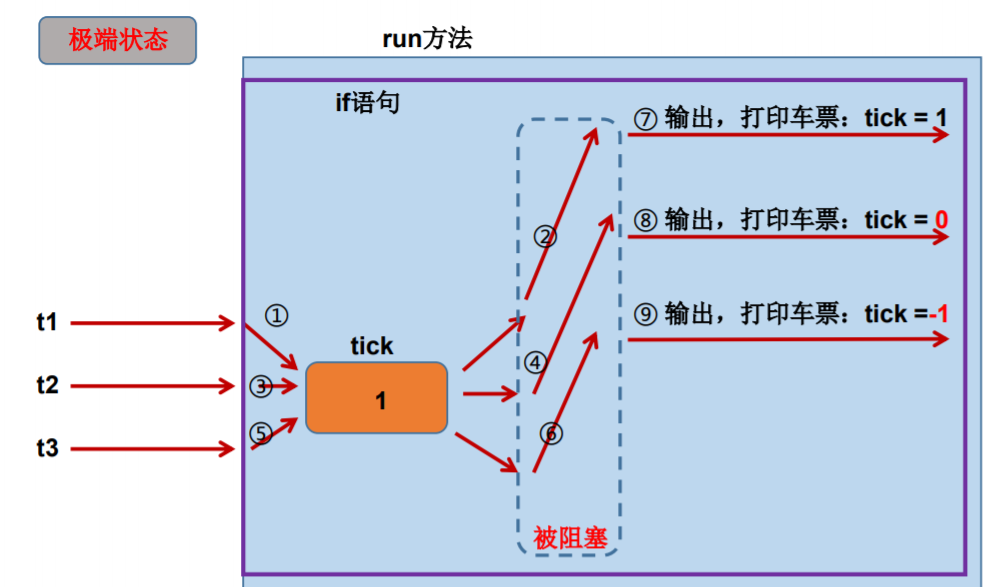 极端状态
run方法
if语句
⑦ 输出，打印车票：tick = 1
②
⑧ 输出，打印车票：tick = 0
t1
①
⑨ 输出，打印车票：tick =-1
tick
④
t2
③
1
t3
⑤
⑥
被阻塞